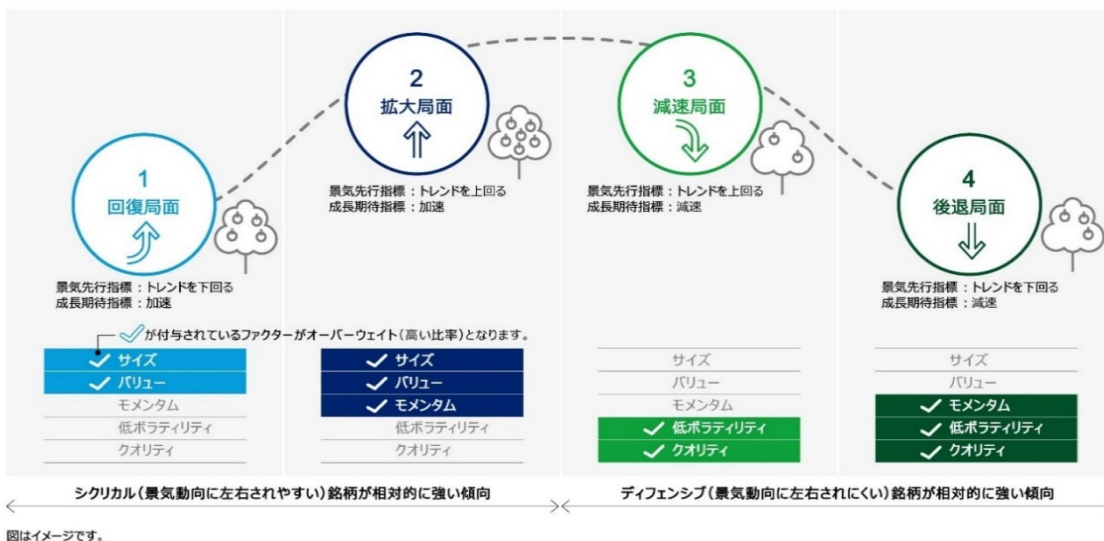 1
回復局面
景気先行指標：トレンドを下回る
成長期待指標：加速
2
拡大局面
景気先行指標：トレンドを上回る
成長期待指標：加速
3
減速局面
景気先行指標：トレンドを上回る
成長期待指標：減速
4
後退局面
景気先行指標：トレンドを下回る
成長期待指標：減速
が付与されているファクターがオーバーウェイト（高い比率）となります。
サイズ
バリュー
モメンタム
低ボラティリティ
クオリティ
サイズ
バリュー
モメンタム
低ボラティリティ
クオリティ
サイズ
バリュー
モメンタム
低ボラティリティ
クオリティ
サイズ
バリュー
モメンタム
低ボラティリティ
クオリティ
シクリカル（景気動向に左右されやすい）銘柄が相対的に強い傾向
ディフェンシブ（景気動向に左右されにくい）銘柄が相対的に強い傾向
図はイメージです。